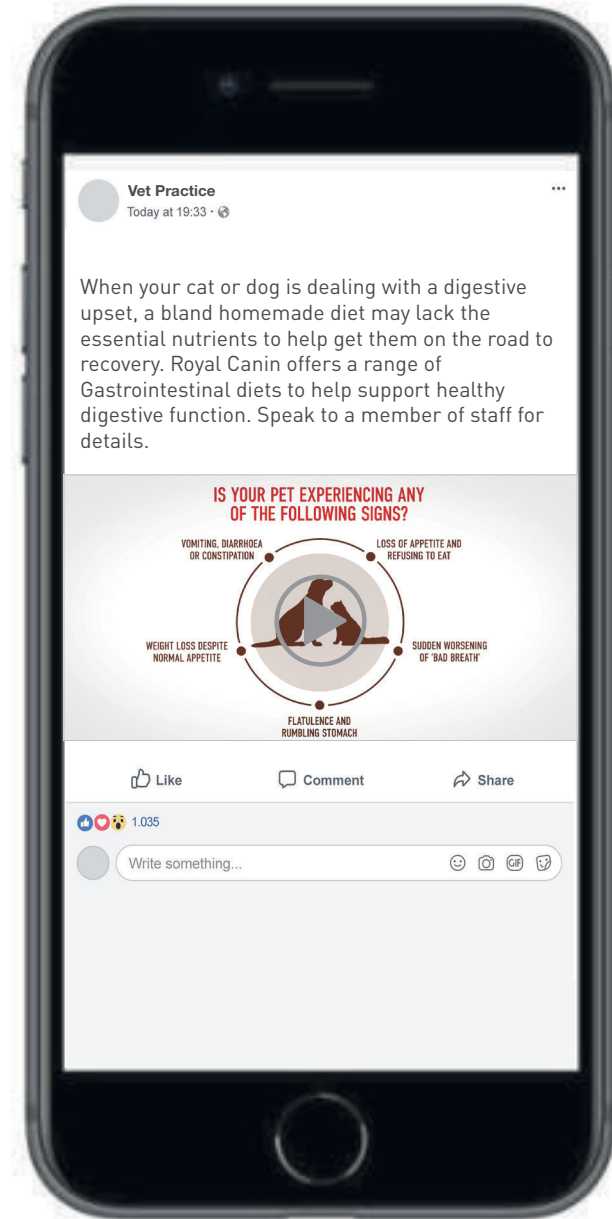 Vet Practice
•••
Today at 19:33 ·
When your cat or dog is dealing with a digestive
upset, a bland homemade diet may lack the
essential nutrients to help get them on the road to
recovery. Royal Canin offers a range of
Gastrointestinal diets to help support healthy
digestive function. Speak to a member of staff for
details.
IS YOUR PET EXPERIENCING ANY
OF THE FOLLOWING SIGNS?
VOMITING, DIARRHOEA
OR CONSTIPATION
LOSS OF APPETITE AND
REFUSING TO EAT
WEIGHT LOSS DESPITE
NORMAL APPETITE
SUDDEN WORSENING
OF 'BAD BREATH'
FLATULENCE AND
RUMBLING STOMACH
Like
Comment
Share
1.035
Write something...
GIF